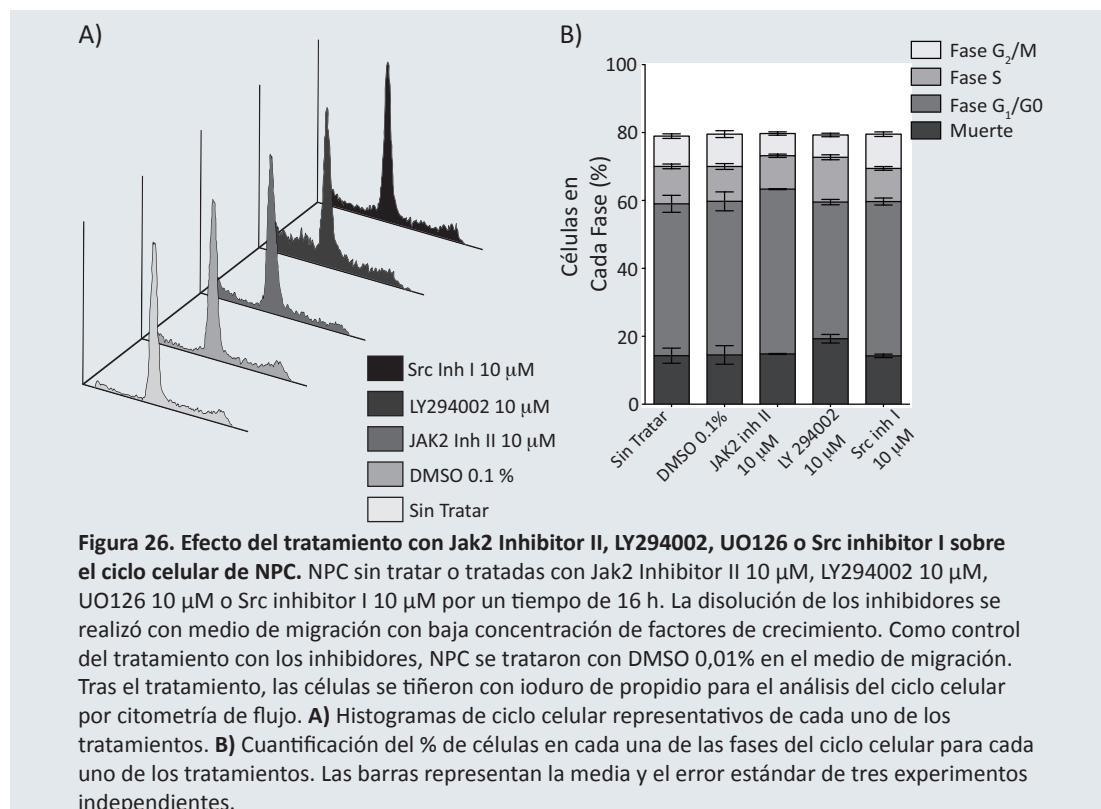 A)
B)
Fase G₂/M
Fase S
Fase G₁/G0
Muerte
100
80
60
40
20
0
Células en
Cada Fase (%)
Sin Tratar
DMSO 0.1%
JAK2 inh II
10 µM
LY 294002
10 µM
Src inh I
10 µM
Src Inh I 10 µM
LY294002 10 µM
JAK2 Inh II 10 µM
DMSO 0.1 %
Sin Tratar
Figura 26. Efecto del tratamiento con Jak2 Inhibitor II, LY294002, UO126 o Src inhibitor I sobre
el ciclo celular de NPC. NPC sin tratar o tratadas con Jak2 Inhibitor II 10 µM, LY294002 10 µM,
UO126 10 µM o Src inhibitor I 10 µM por un tiempo de 16 h. La disolución de los inhibidores se
realizó con medio de migración con baja concentración de factores de crecimiento. Como control
del tratamiento con los inhibidores, NPC se trataron con DMSO 0,01% en el medio de migración.
Tras el tratamiento, las células se tiñeron con ioduro de propidio para el análisis del ciclo celular
por citometría de flujo. A) Histogramas de ciclo celular representativos de cada uno de los
tratamientos. B) Cuantificación del % de células en cada una de las fases del ciclo celular para cada
uno de los tratamientos. Las barras representan la media y el error estándar de tres experimentos
independientes.